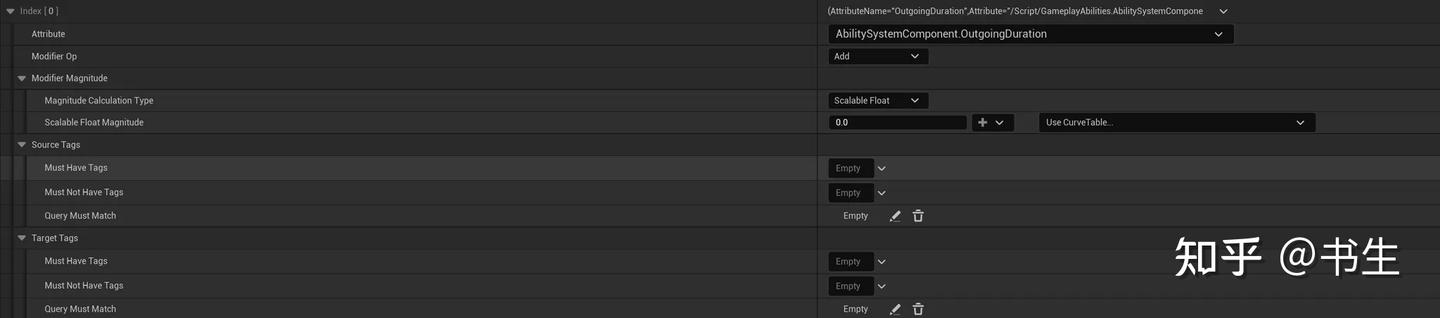 Index [ 0 ] (AttributeName="OutgoingDuration",Attribute="/Script/GameplayAbilities.AbilitySystemCompone
Attribute AbilitySystemComponent.OutgoingDuration
Modifier Op Add
Modifier Magnitude
Magnitude Calculation Type Scalable Float
Scalable Float Magnitude 0.0 Use CurveTable...
Source Tags
Must Have Tags Empty
Must Not Have Tags Empty
Query Must Match Empty
Target Tags
Must Have Tags Empty
Must Not Have Tags Empty
Query Must Match Empty
知乎 @书生